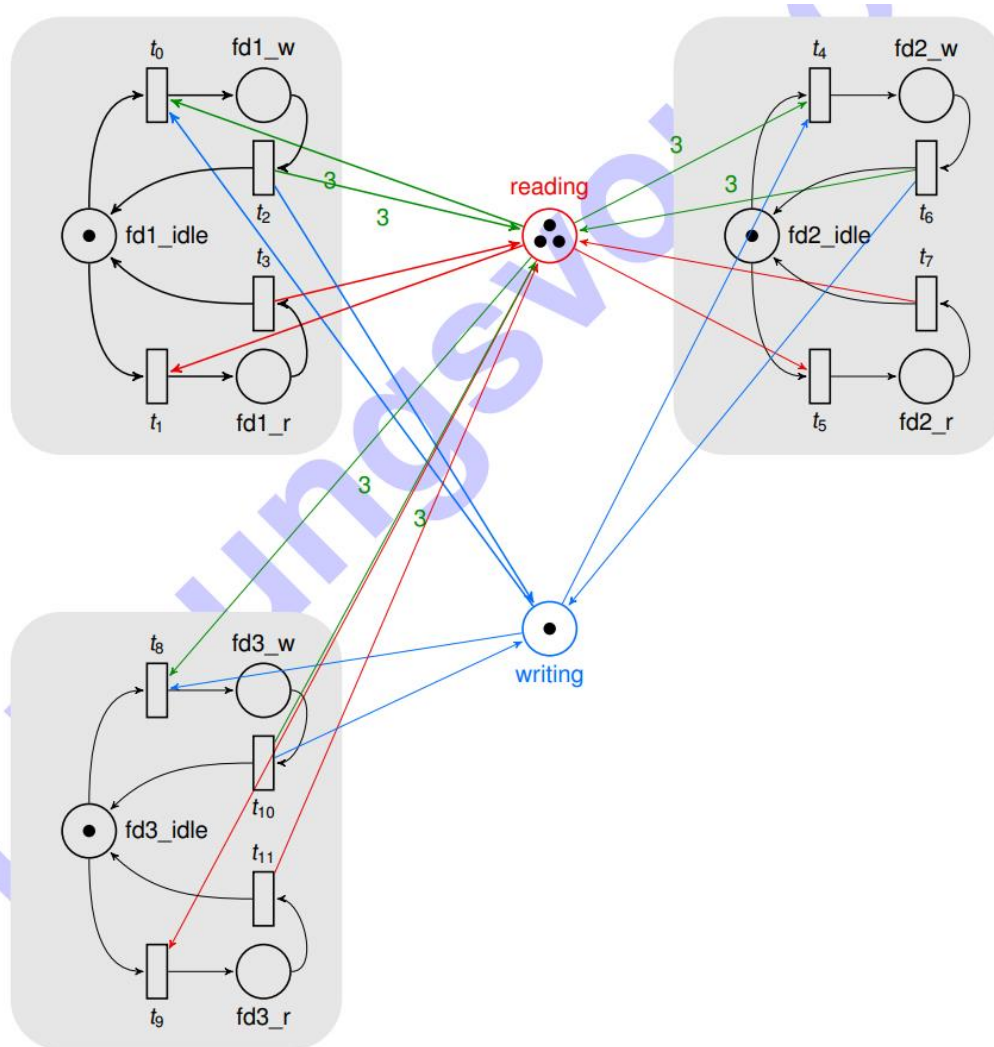 t0
fd1_w
t2
fd1_idle
t3
t1
fd1_r
3
3
reading
3
3
t4
fd2_w
t6
fd2_idle
t7
t5
fd2_r
3
3
writing
t8
fd3_w
t10
fd3_idle
t11
t9
fd3_r
ungsvo